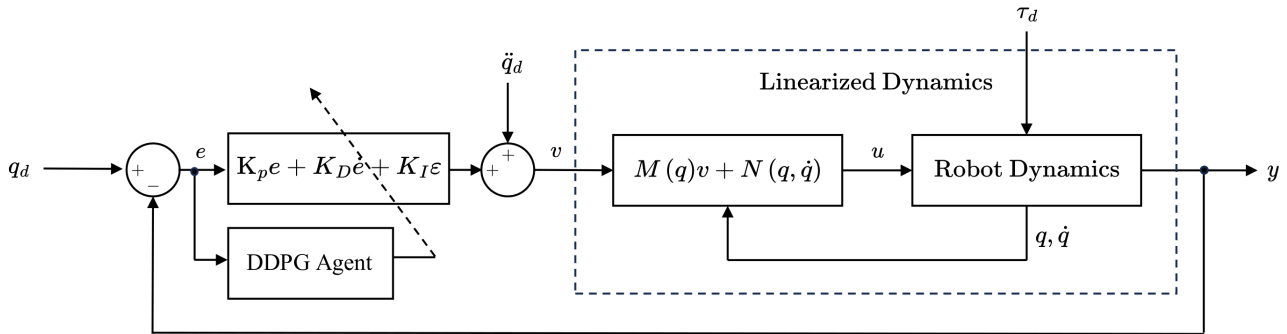 τ_d
q̈_d
Linearized Dynamics
q_d
+
−
e
K_p e + K_D ė + K_I ε
+
+
v
M (q)v + N (q, q̇)
u
Robot Dynamics
y
q, q̇
DDPG Agent